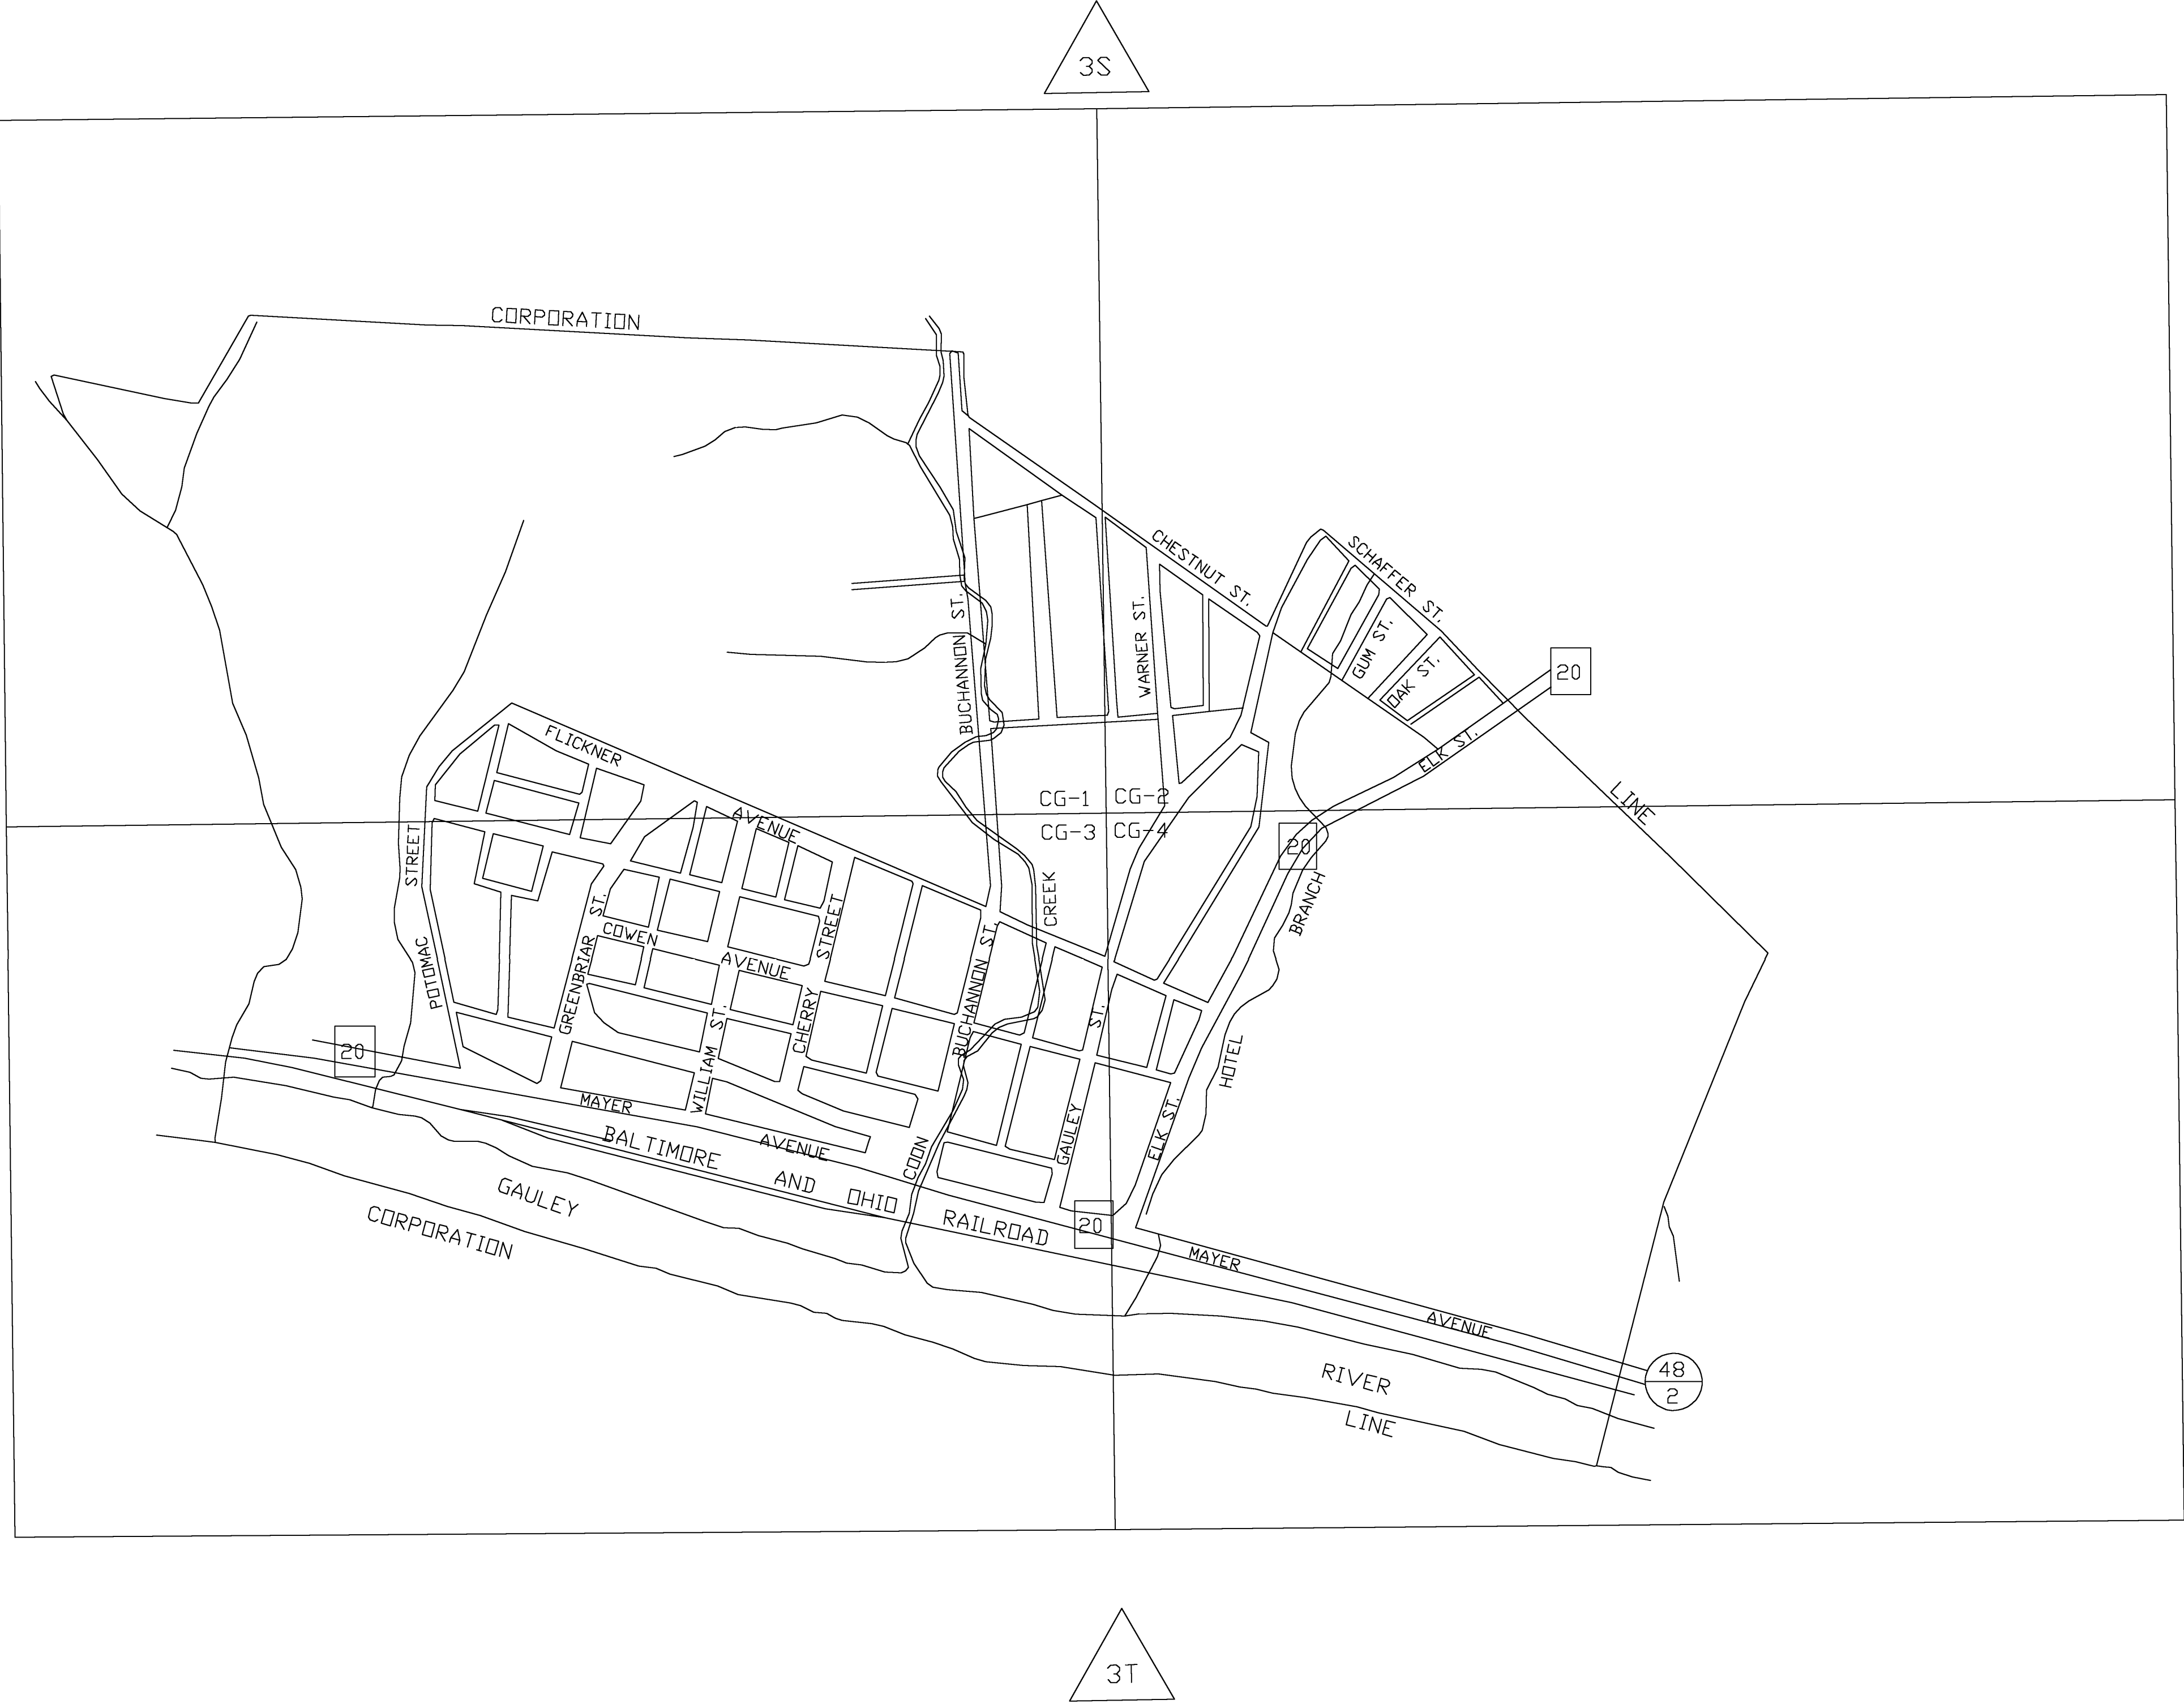 3S
CORPORATION
CHESTNUT ST.
SCHAFFER ST.
BUCHANNON ST.
WARNER ST.
GUM ST.
OAK ST.
20
ELK ST.
FLICKNER AVENUE
LINE
CG-1 CG-2
CG-3 CG-4
20
POTOMAC STREET
GREENBRIAR ST.
COWEN AVENUE
WILLIAM ST.
CHERRY STREET
BUCHANNON ST.
COON CREEK
GAULEY ST.
ELK ST.
HOTEL BRANCH
20
MAYER AVENUE
BALTIMORE AND OHIO RAILROAD
20
MAYER AVENUE
GAULEY RIVER
CORPORATION LINE
48
2
3T